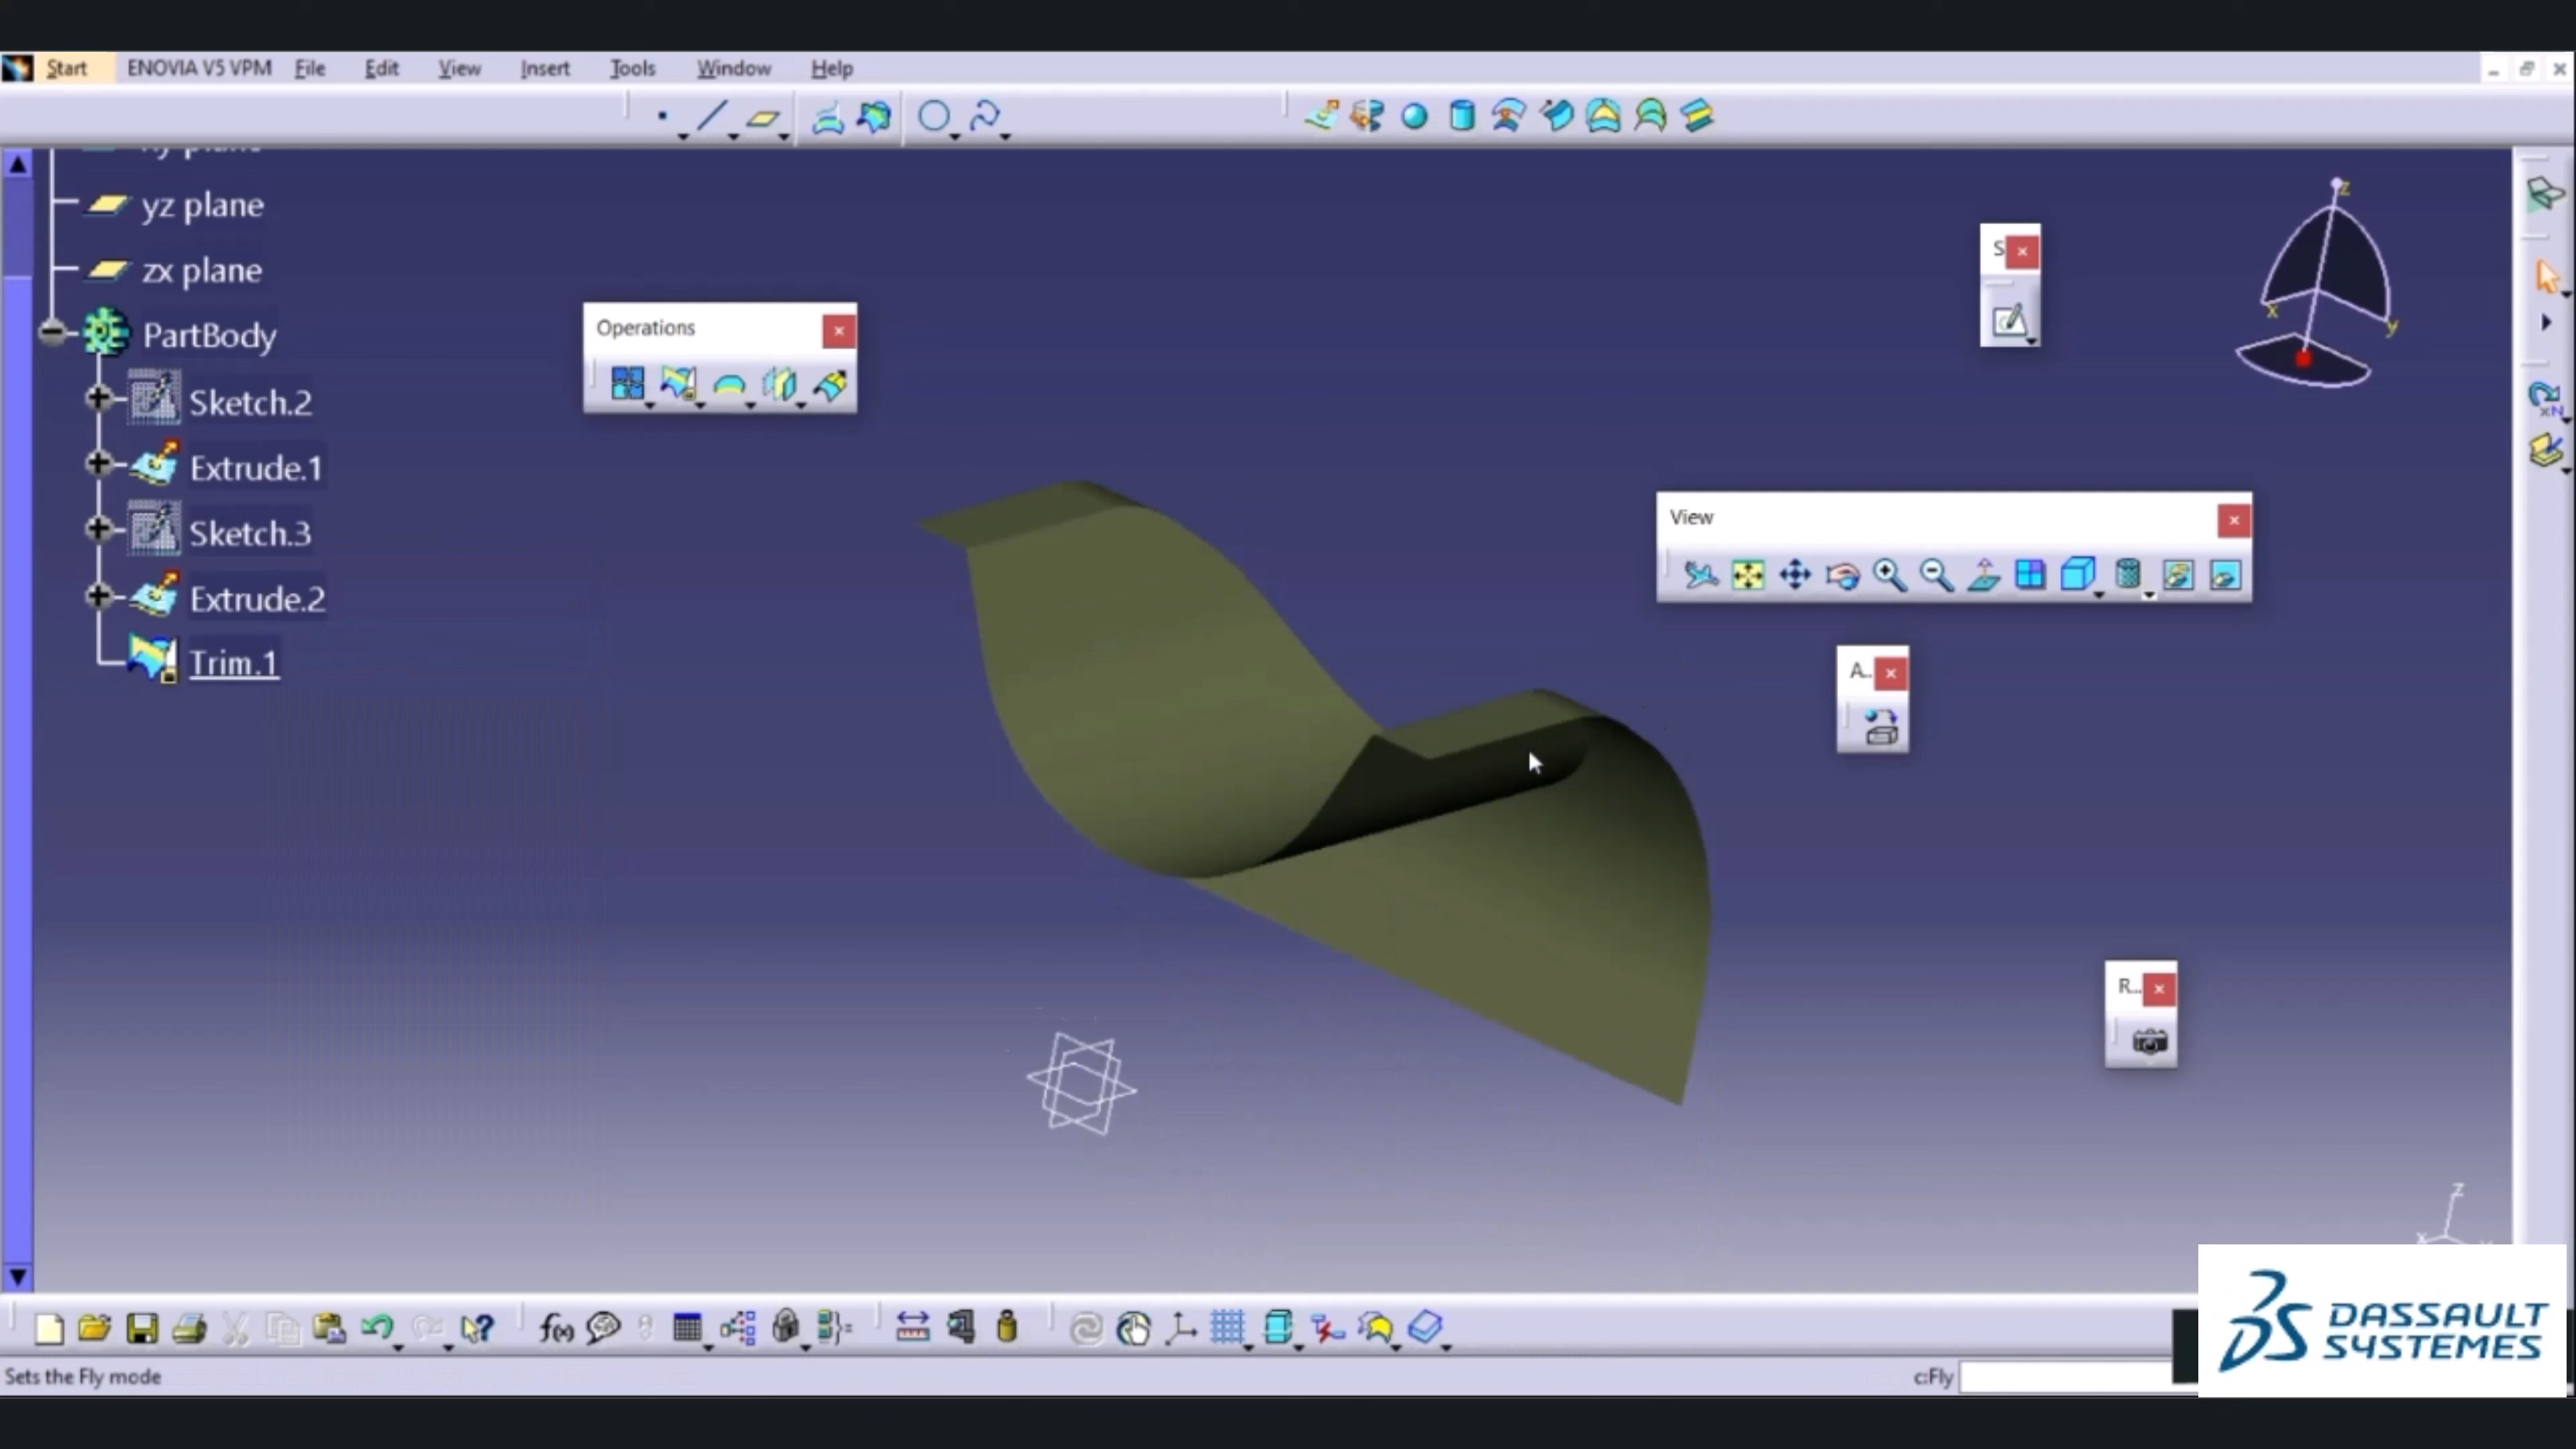 Start ENOVIA V5 VPM File Edit View Insert Tools Window Help
yz plane
zx plane
PartBody
Sketch.2
Extrude.1
Sketch.3
Extrude.2
Trim.1
Operations
S
View
A..
R...
z
x
y
xN
f(x)
z
x
DASSAULT
SYSTEMES
Sets the Fly mode
c:Fly